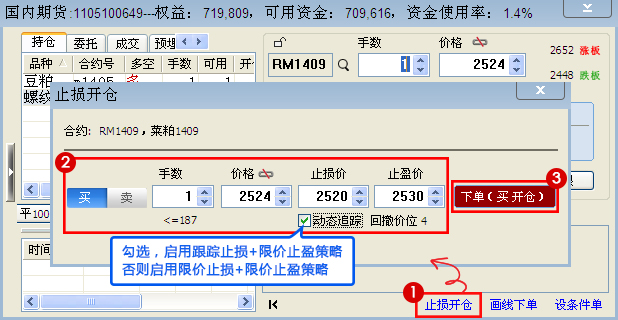 国内期货:1105100649---权益：719,809，可用资金：709,616，资金使用率：1.4%
持仓 委托 成交 预埋
品种 合约号 多空 手数 可用 开仓
豆粕 m1405 多 1 1
螺纹
手数 价格
RM1409 1 2524
2652 涨板
2448 跌板
止损开仓
合约: RM1409，菜粕1409
2
手数 价格 止损价 止盈价
3
买 卖 1 2524 2520 2530 下单（买开仓）
<=187 动态追踪 回撤价位 4
平100
勾选，启用跟踪止损+限价止盈策略
否则启用限价止损+限价止盈策略
时间
1
止损开仓 画线下单 设条件单